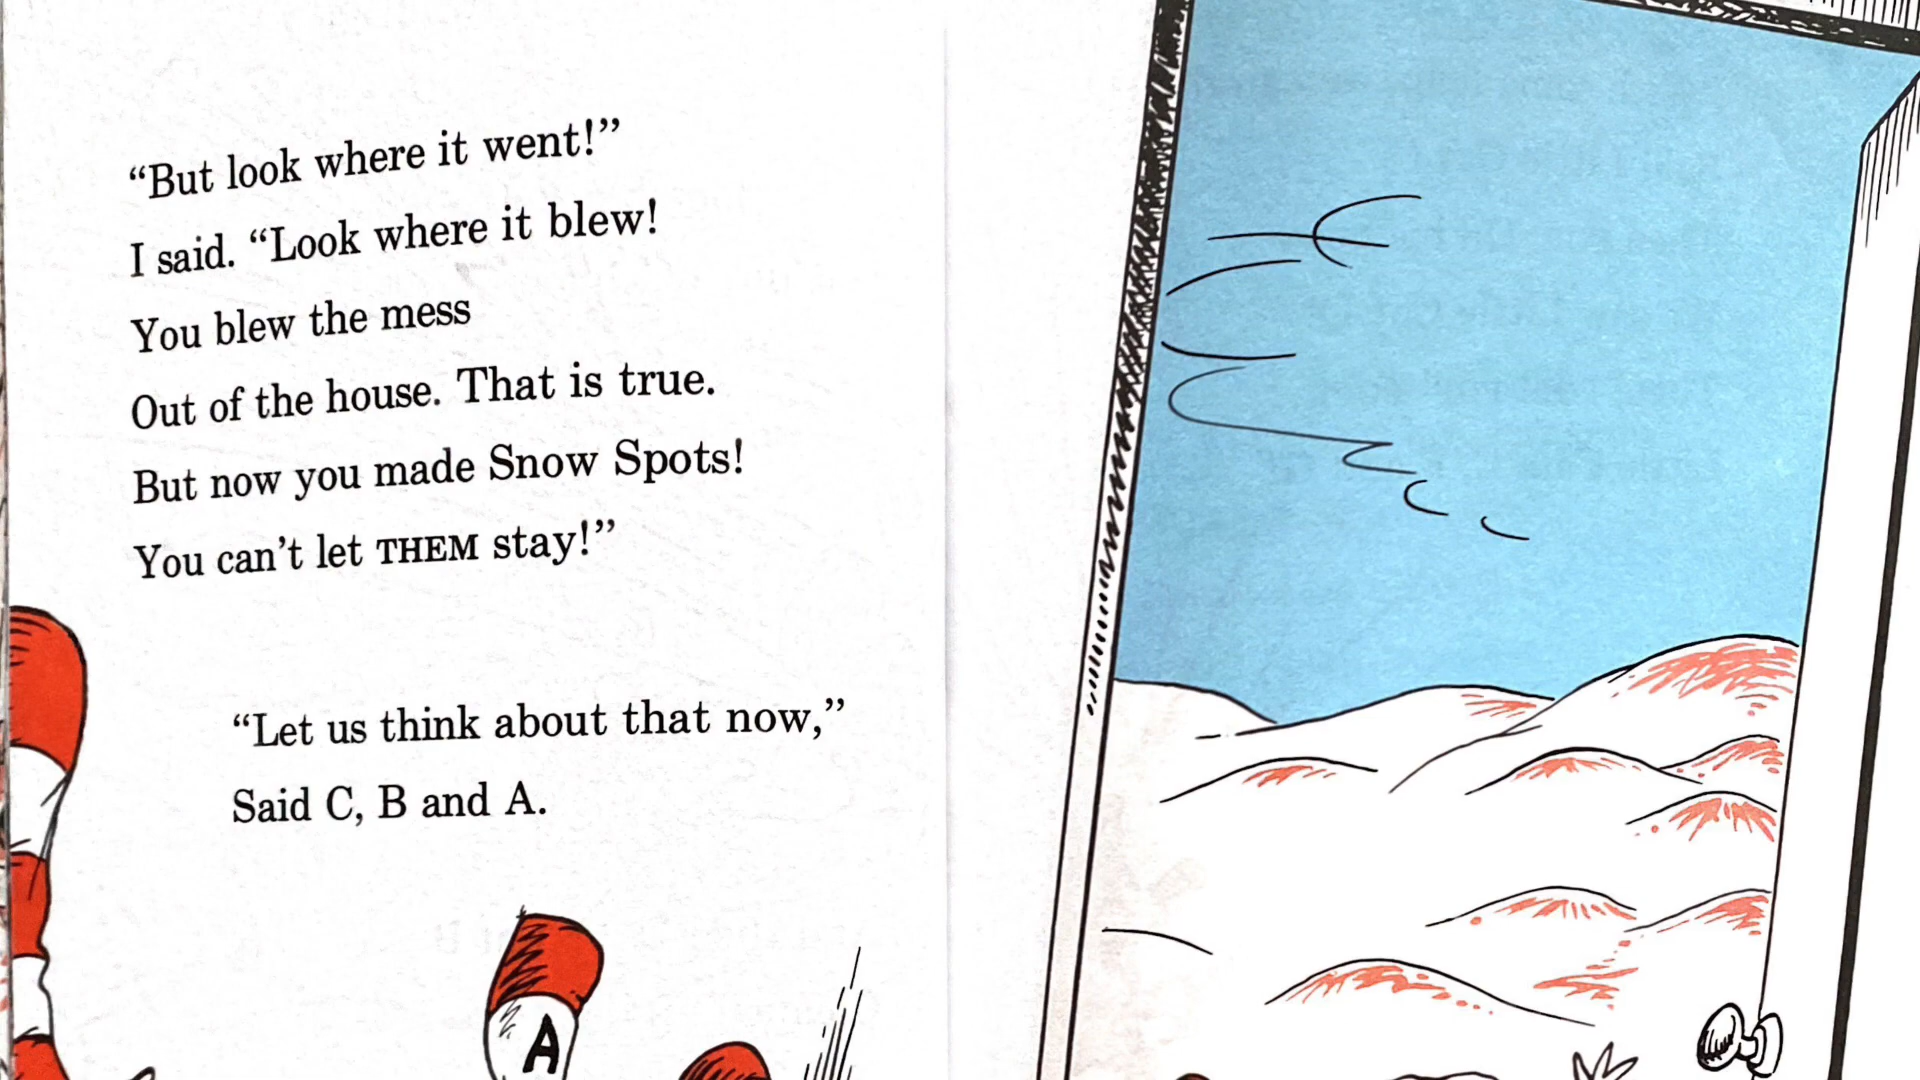 “But look where it went!”
I said. “Look where it blew!
You blew the mess
Out of the house. That is true.
But now you made Snow Spots!
You can’t let THEM stay!”
“Let us think about that now,”
Said C, B and A.
A